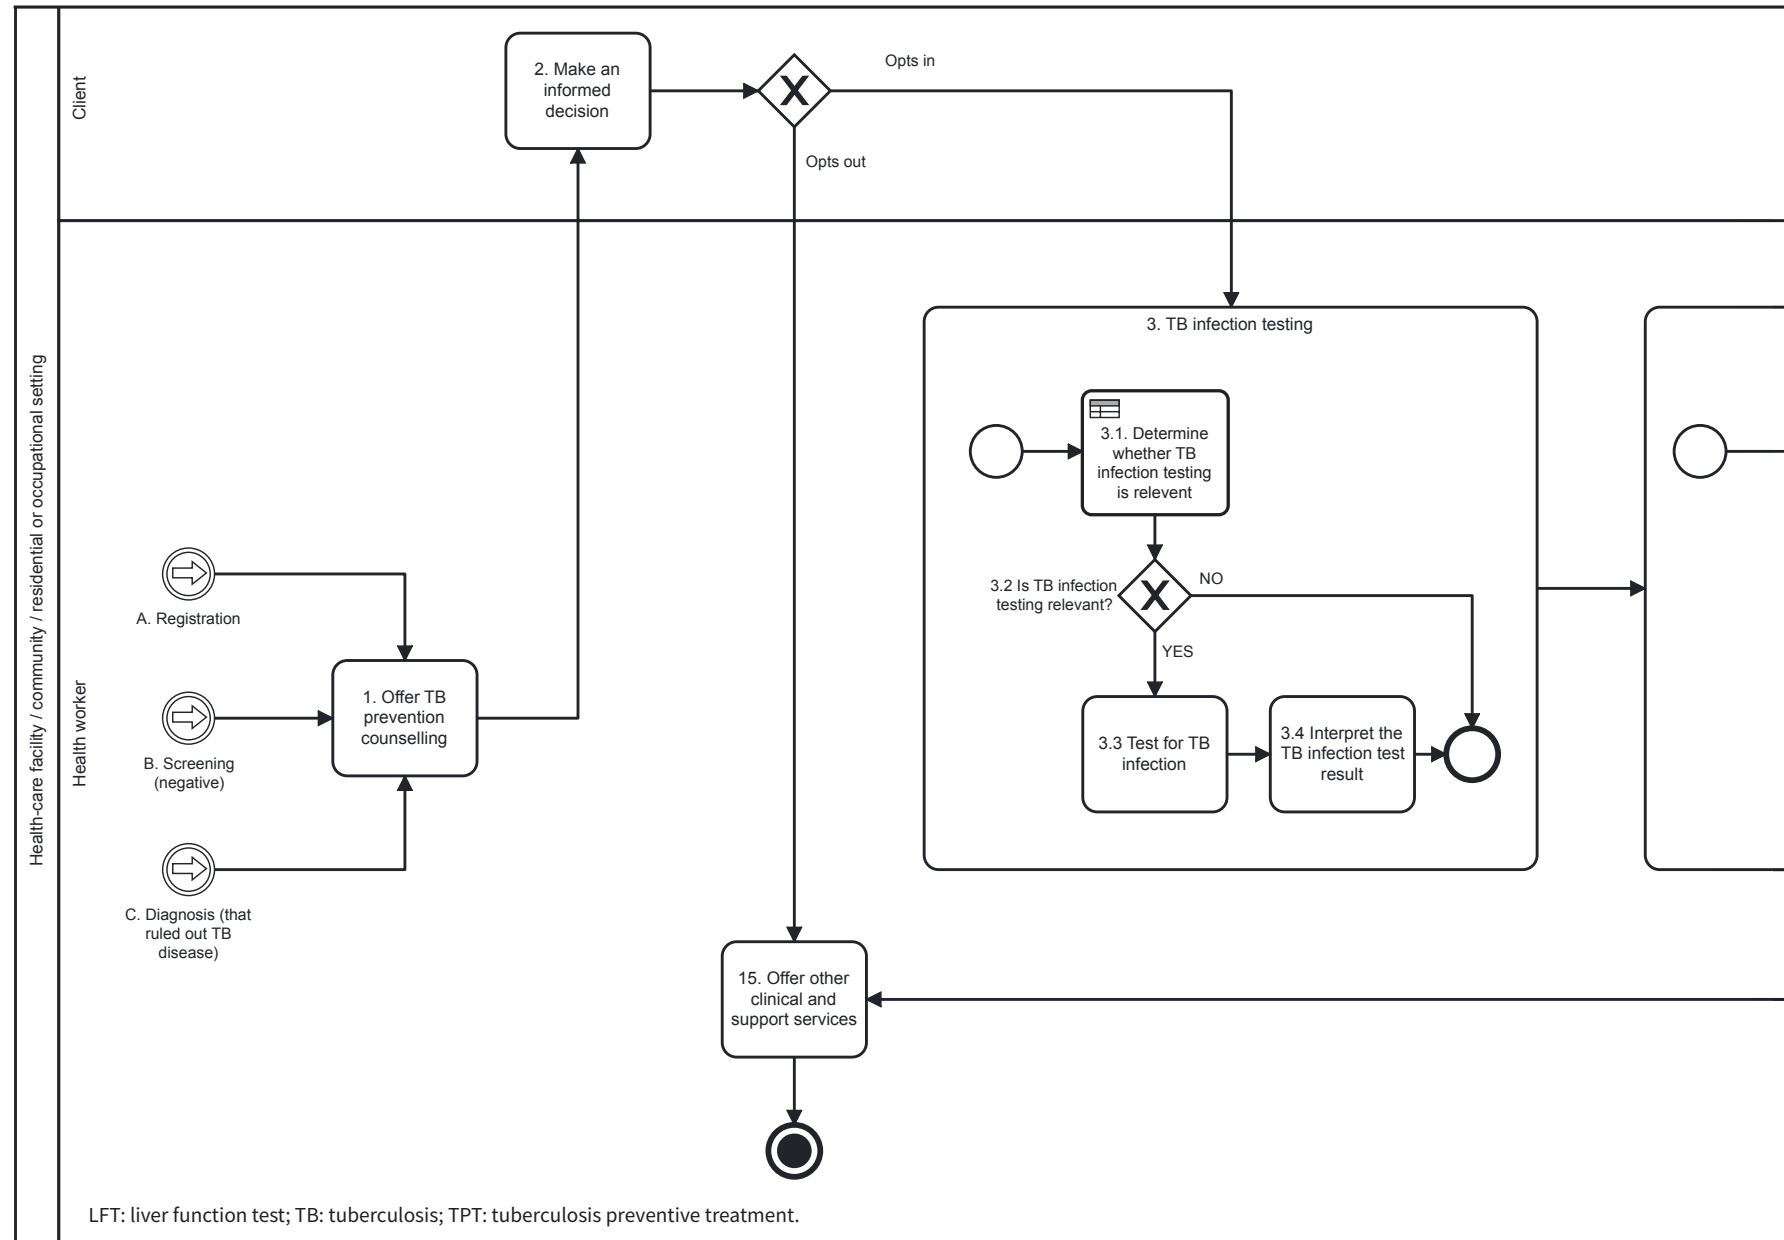 Health-care facility / community / residential or occupational setting
Client
2. Make an
informed
decision
X
Opts in
Opts out
Health worker
A. Registration
B. Screening
(negative)
C. Diagnosis (that
ruled out TB
disease)
1. Offer TB
prevention
counselling
3. TB infection testing
3.1. Determine
whether TB
infection testing
is relevent
3.2 Is TB infection
testing relevant?
X
NO
YES
3.3 Test for TB
infection
3.4 Interpret the
TB infection test
result
15. Offer other
clinical and
support services
LFT: liver function test; TB: tuberculosis; TPT: tuberculosis preventive treatment.